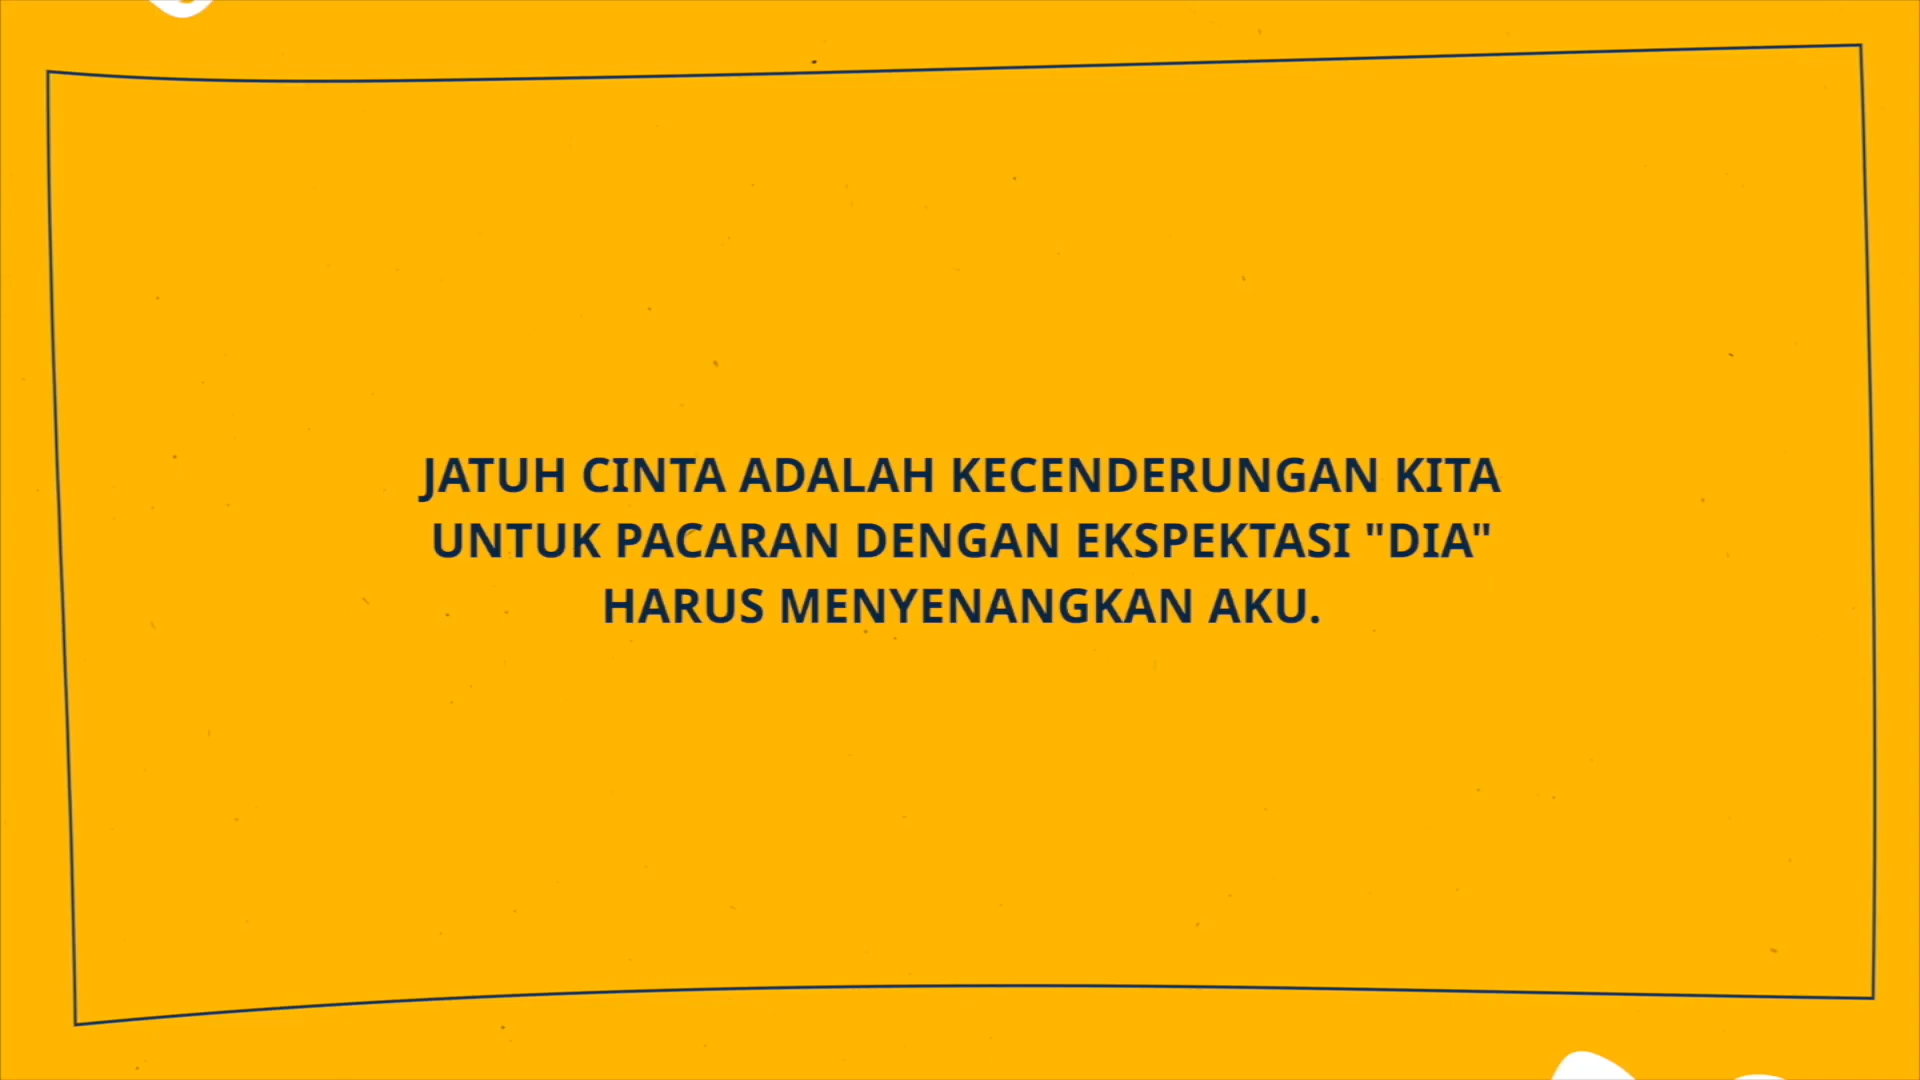 JATUH CINTA ADALAH KECENDERUNGAN KITA
UNTUK PACARAN DENGAN EKSPEKTASI "DIA"
HARUS MENYENANGKAN AKU.